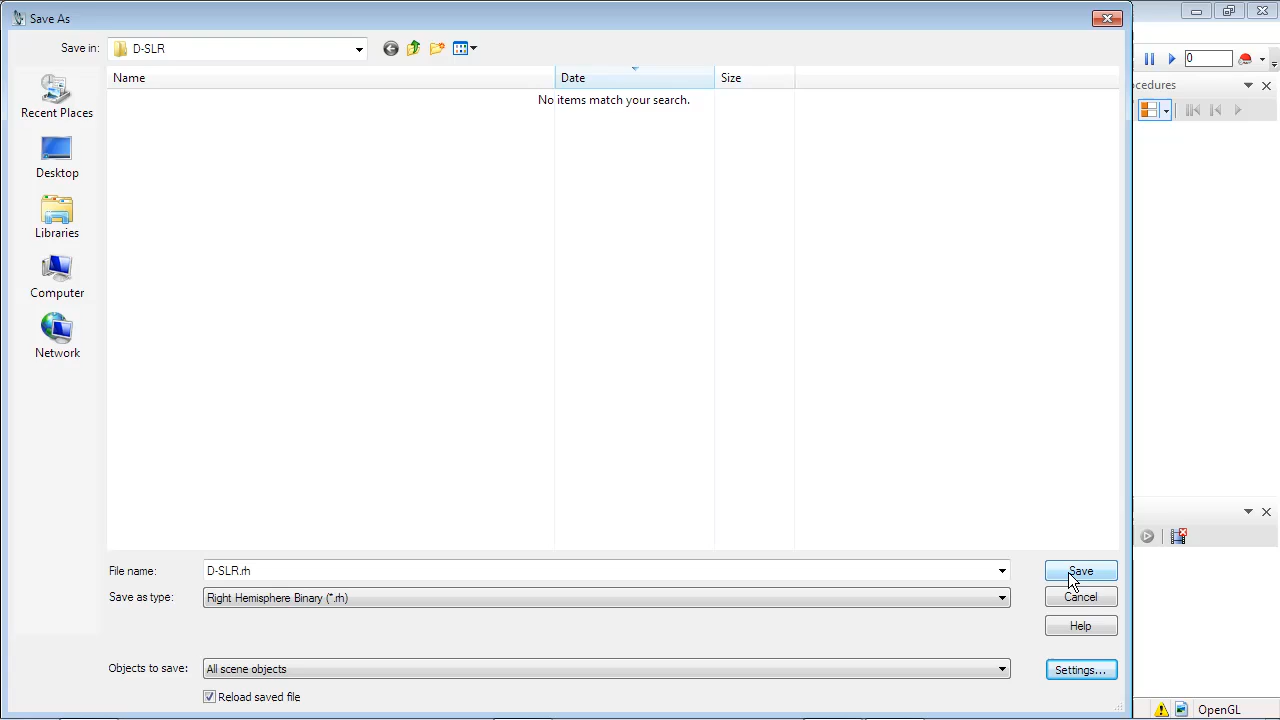 Save As
Save in: D-SLR
0
Name Date Size
ocedures
No items match your search.
Recent Places
Desktop
Libraries
Computer
Network
File name: D-SLR.rh Save
Save as type: Right Hemisphere Binary (*.rh) Cancel
Help
Objects to save: All scene objects Settings...
Reload saved file
OpenGL